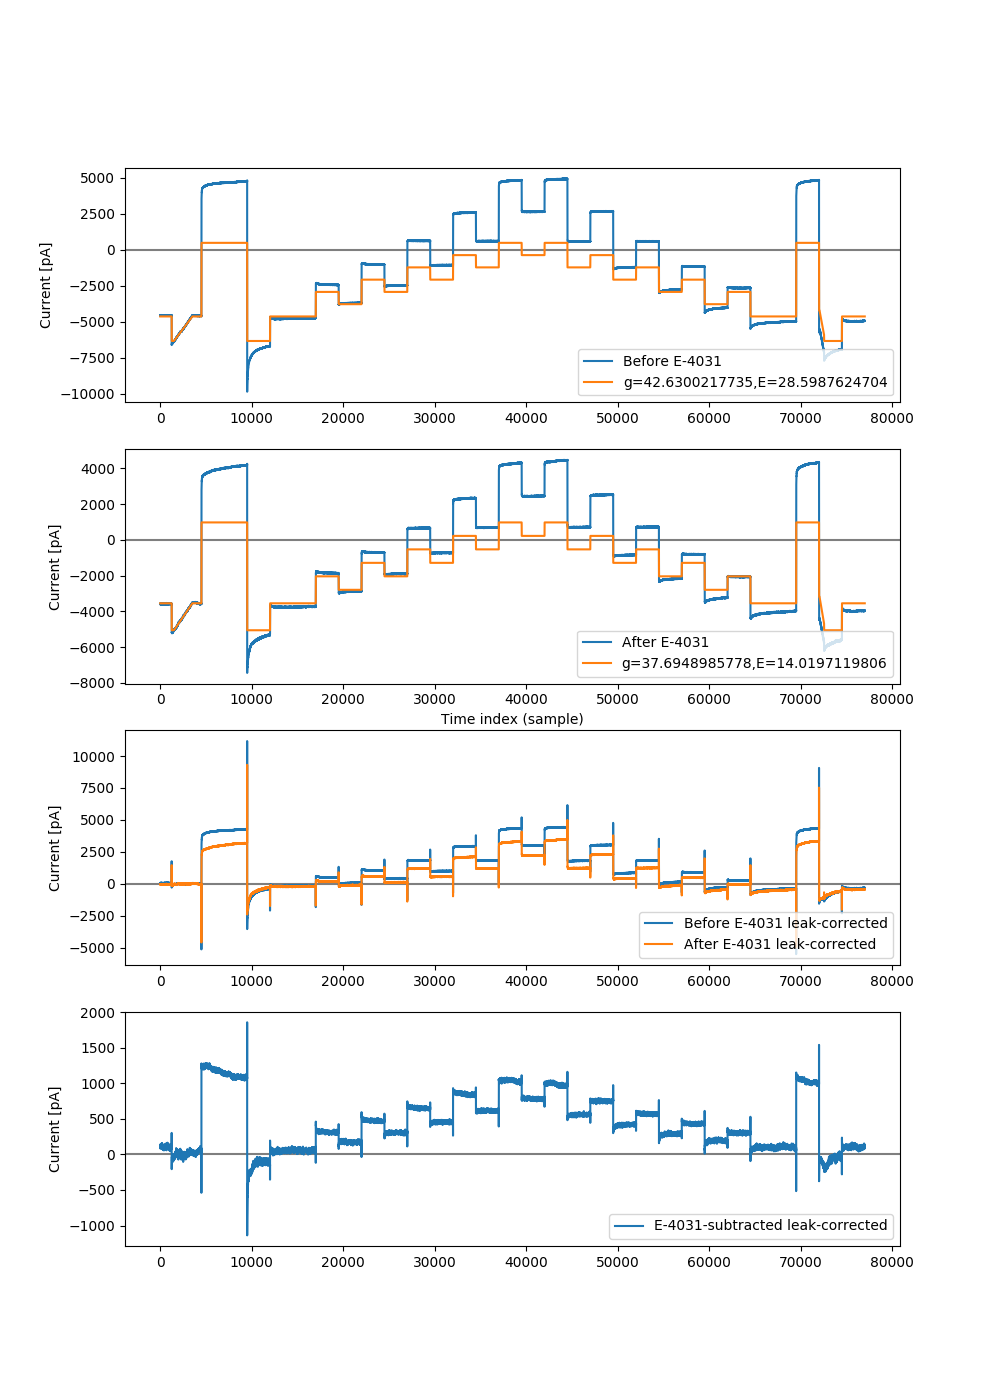 5000
2500
0
−2500
−5000
−7500
−10000
Current [pA]
Before E-4031
g=42.6300217735,E=28.5987624704
0 10000 20000 30000 40000 50000 60000 70000 80000
4000
2000
0
−2000
−4000
−6000
−8000
Current [pA]
After E-4031
g=37.6948985778,E=14.0197119806
0 10000 20000 30000 40000 50000 60000 70000 80000
Time index (sample)
10000
7500
5000
2500
0
−2500
−5000
Current [pA]
Before E-4031 leak-corrected
After E-4031 leak-corrected
0 10000 20000 30000 40000 50000 60000 70000 80000
2000
1500
1000
500
0
−500
−1000
Current [pA]
E-4031-subtracted leak-corrected
0 10000 20000 30000 40000 50000 60000 70000 80000